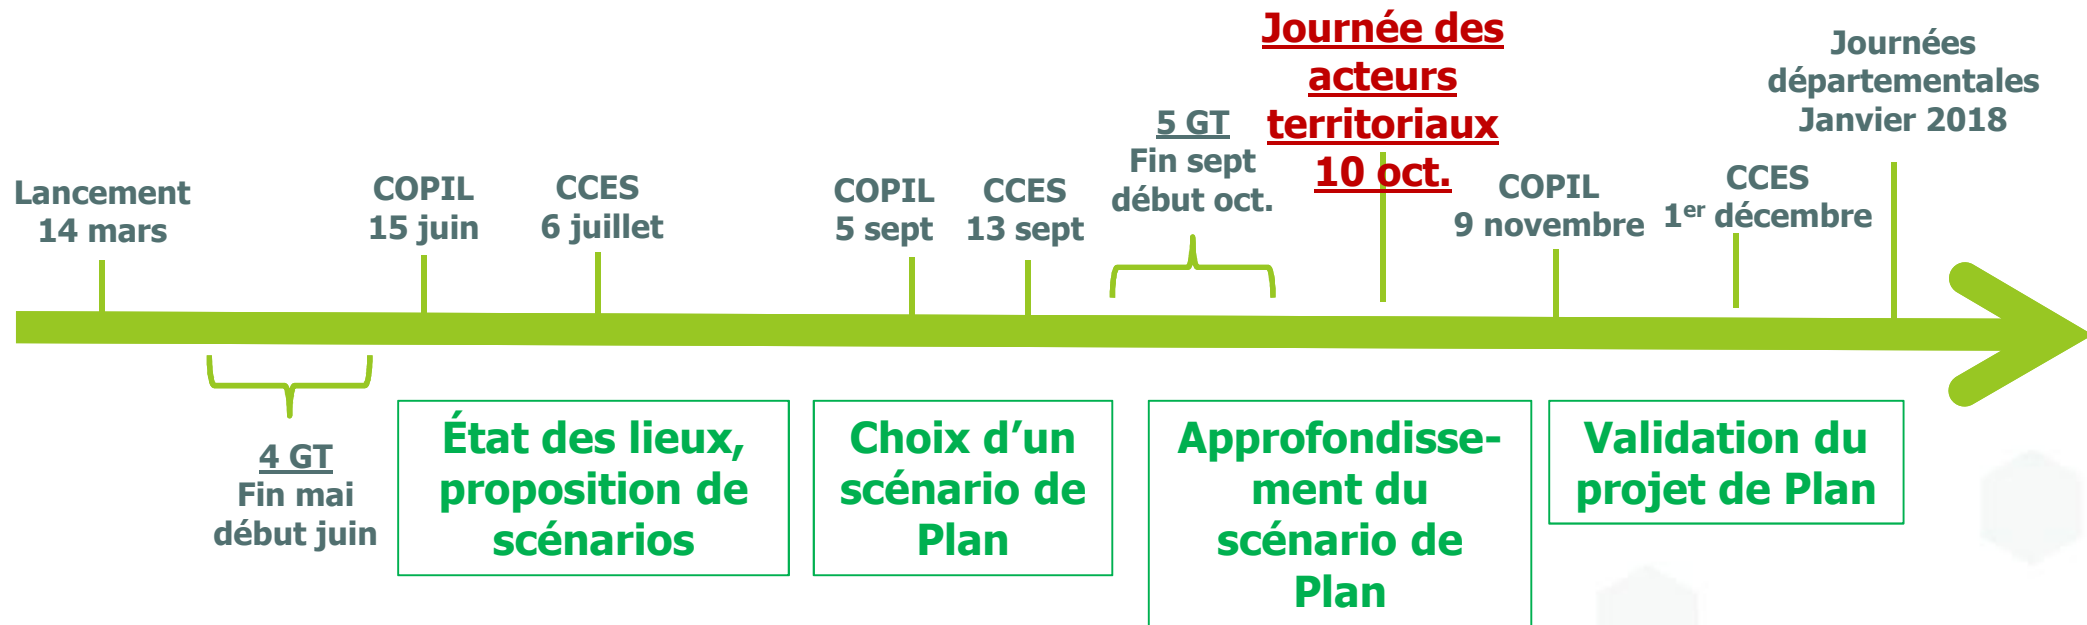 Lancement
14 mars
4 GT
Fin mai
début juin
COPIL
15 juin
CCES
6 juillet
COPIL
5 sept
CCES
13 sept
5 GT
Fin sept
début oct.
Journée des
acteurs
territoriaux
10 oct.
COPIL
9 novembre
CCES
1er décembre
Journées
départementales
Janvier 2018
État des lieux,
proposition de
scénarios
Choix d’un
scénario de
Plan
Approfondisse-
ment du
scénario de
Plan
Validation du
projet de Plan